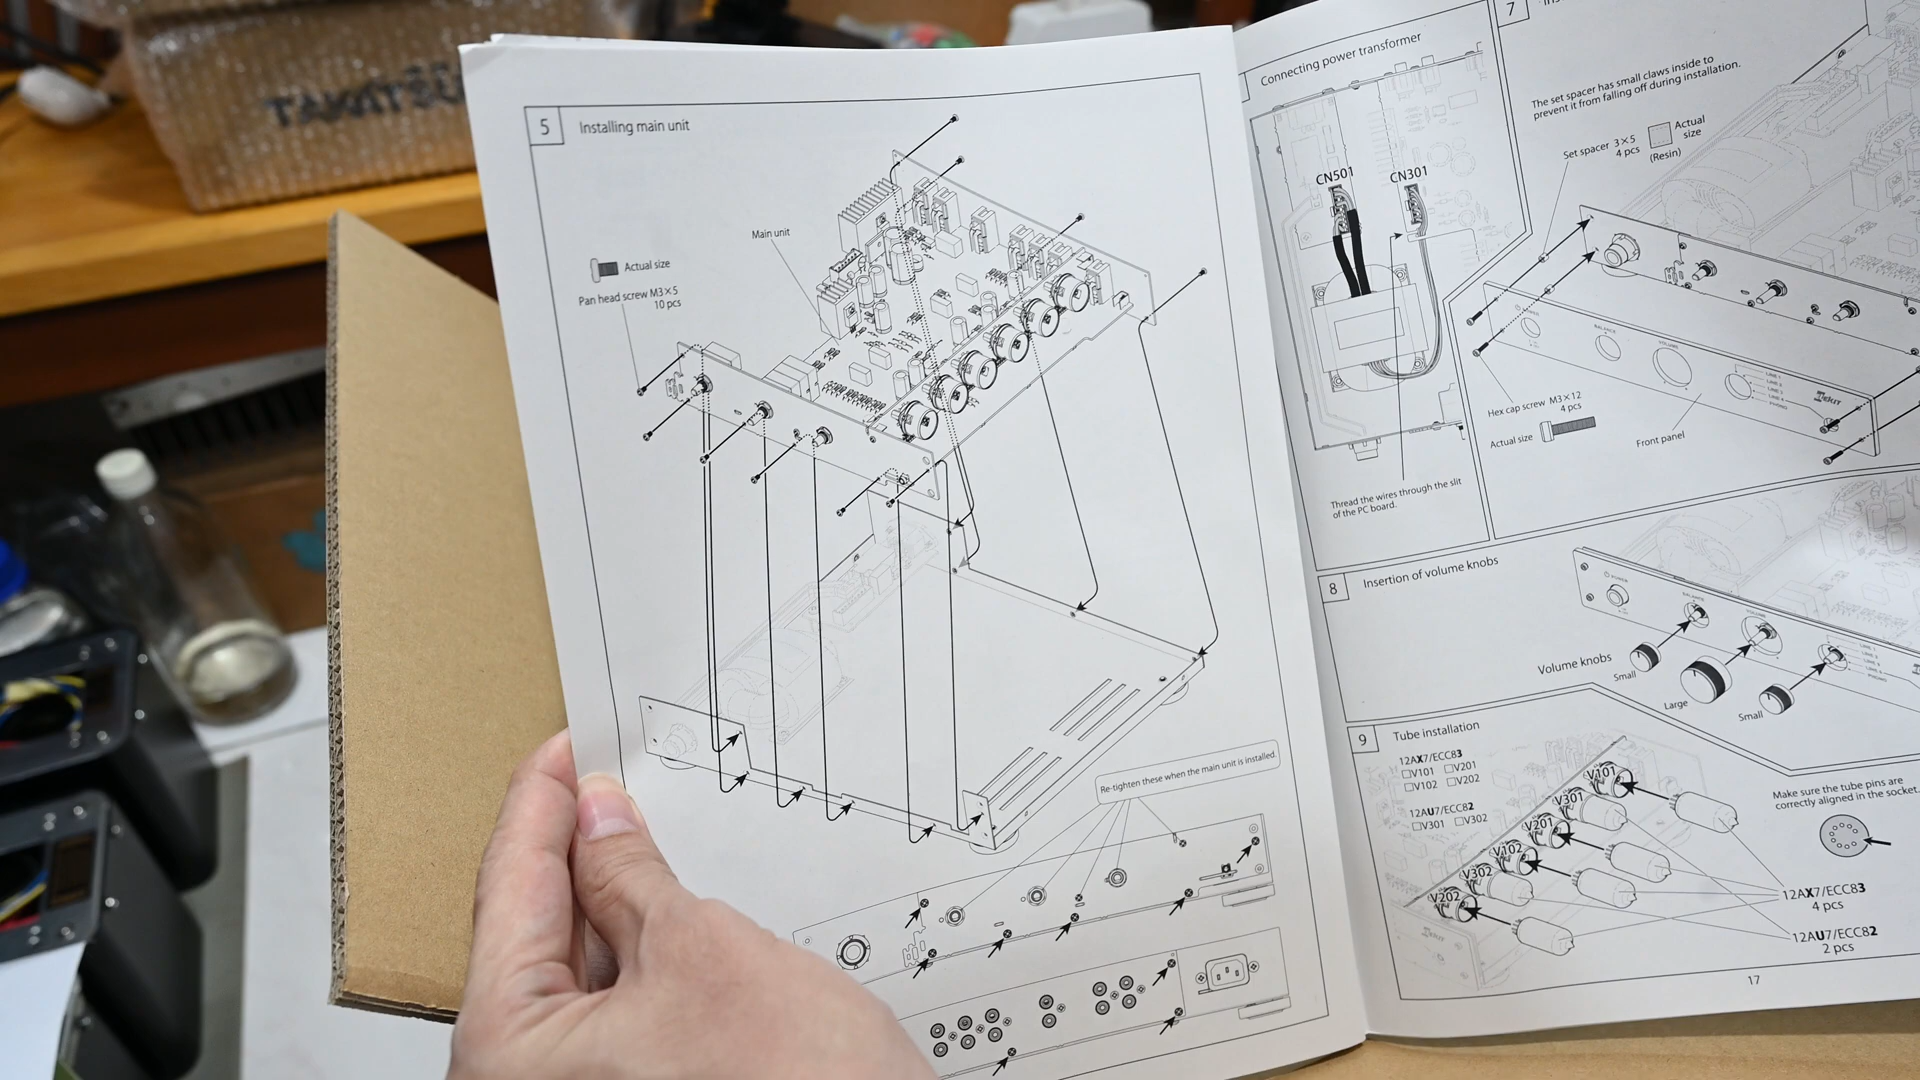 5
Installing main unit
Main unit
Actual size
Pan head screw M3×5
10 pcs
Re-tighten these when the main unit is installed.
Connecting power transformer
CN501
CN301
Thread the wires through the slit
of the PC board.
7
The set spacer has small claws inside to
prevent it from falling off during installation.
Set spacer 3×5
4 pcs
Actual
size
(Resin)
BALANCE
VOLUME
Hex cap screw M3×12
4 pcs
Actual size
Front panel
8
Insertion of volume knobs
POWER
BALANCE
VOLUME
Volume knobs
Small
Large
Small
9
Tube installation
12AX7/ECC83
□V101 □V201
□V102 □V202
12AU7/ECC82
□V301 □V302
V101
V301
V201
V102
V302
V202
Make sure the tube pins are
correctly aligned in the socket.
12AX7/ECC83
4 pcs
12AU7/ECC82
2 pcs
17